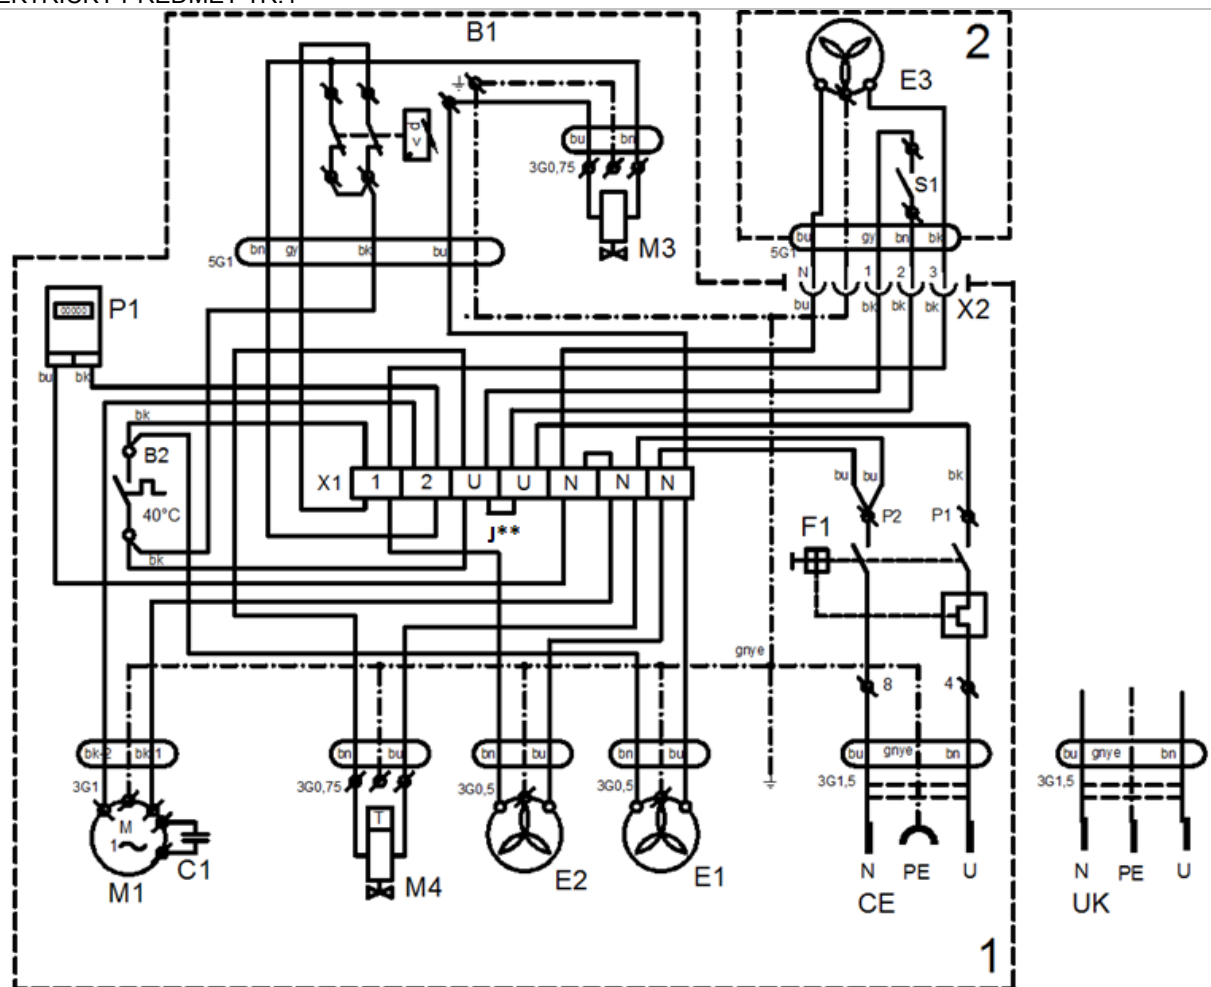 B1
2
E3
bu
bn
3G0,75
S1
P
>
M3
bn
gy
bk
bu
5G1
bu
gy
bn
bk
5G1
N
1
2
3
bu
bk
bk
bk
X2
P1
00000
bu
bk
bk
B2
40°C
bk
X1
1
2
U
U
N
N
N
J**
bu
bu
bk
P2
P1
F1
gnye
8
4
bk-2
bk-1
3G1
bn
bu
3G0,75
bn
bu
3G0,5
bn
bu
3G0,5
bu
gnye
bn
3G1,5
bu
gnye
bn
3G1,5
M
1
C1
M1
T
M4
E2
E1
N
PE
U
CE
N
PE
U
UK
1